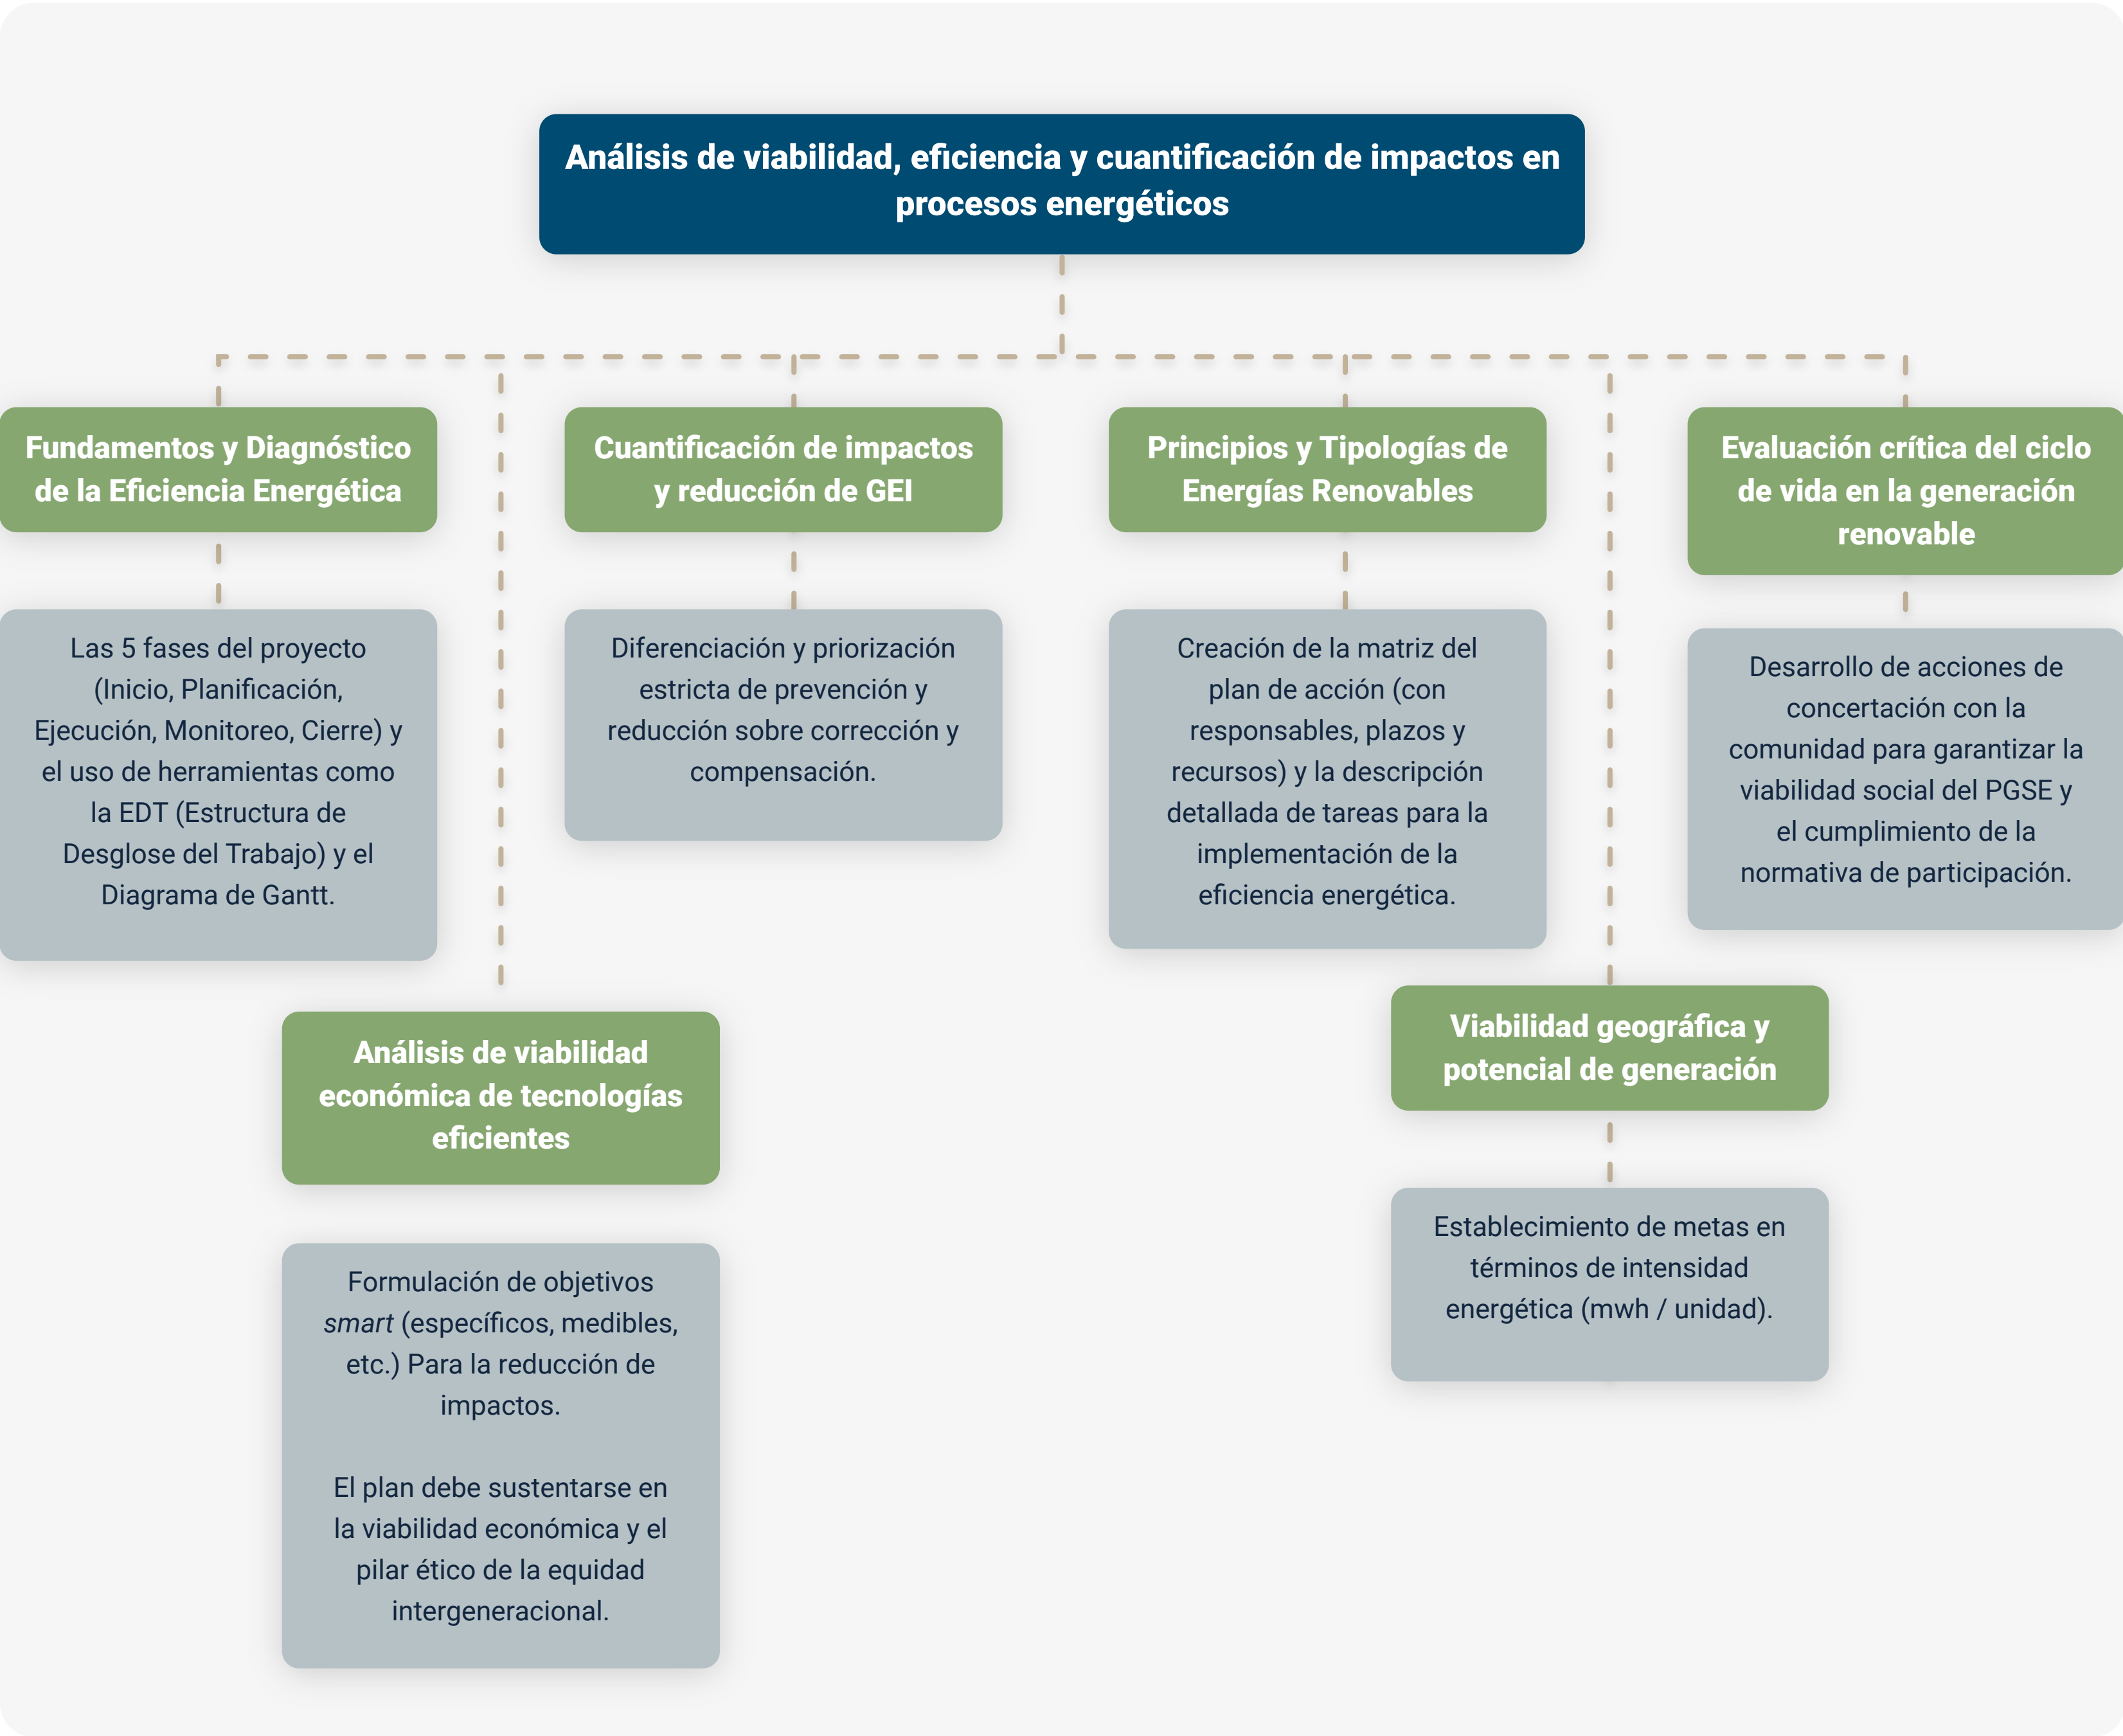 Análisis de viabilidad, eficiencia y cuantificación de impactos en
procesos energéticos
Fundamentos y Diagnóstico
de la Eficiencia Energética
Las 5 fases del proyecto
(Inicio, Planificación,
Ejecución, Monitoreo, Cierre) y
el uso de herramientas como
la EDT (Estructura de
Desglose del Trabajo) y el
Diagrama de Gantt.
Análisis de viabilidad
económica de tecnologías
eficientes
Formulación de objetivos
smart (específicos, medibles,
etc.) Para la reducción de
impactos.
El plan debe sustentarse en
la viabilidad económica y el
pilar ético de la equidad
intergeneracional.
Cuantificación de impactos
y reducción de GEI
Diferenciación y priorización
estricta de prevención y
reducción sobre corrección y
compensación.
Principios y Tipologías de
Energías Renovables
Creación de la matriz del
plan de acción (con
responsables, plazos y
recursos) y la descripción
detallada de tareas para la
implementación de la
eficiencia energética.
Viabilidad geográfica y
potencial de generación
Establecimiento de metas en
términos de intensidad
energética (mwh / unidad).
Evaluación crítica del ciclo
de vida en la generación
renovable
Desarrollo de acciones de
concertación con la
comunidad para garantizar la
viabilidad social del PGSE y
el cumplimiento de la
normativa de participación.